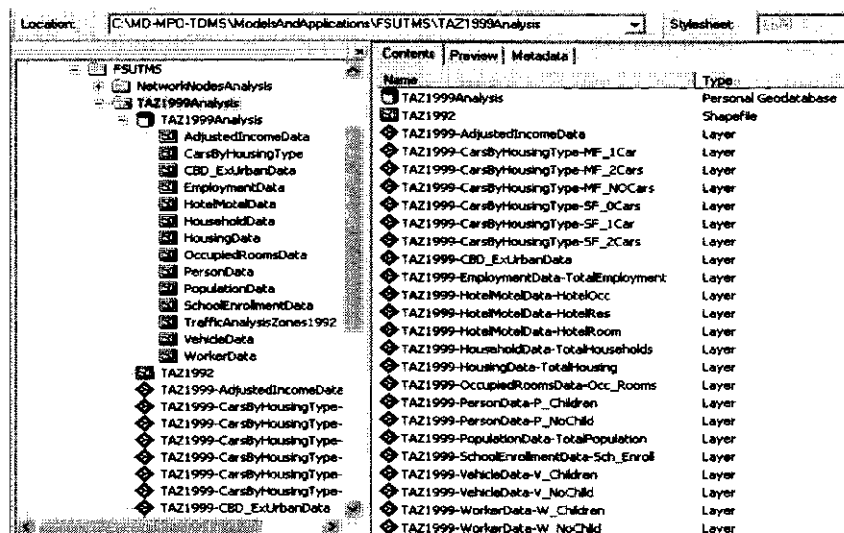 Location: C:\MD-MPO-TDMS\ModelsAndApplications\FSUTMS\TAZ1999Analysis Stylesheet:
FSUTMS
NetworkNodesAnalysis
TAZ1999Analysis
TAZ1999Analysis
AdjustedIncomeData
CarsByHousingType
CBD_ExUrbanData
EmploymentData
HotelMotelData
HouseholdData
HousingData
OccupiedRoomsData
PersonData
PopulationData
SchoolEnrollmentData
TrafficAnalysisZones1992
VehicleData
WorkerData
TAZ1992
TAZ1999-AdjustedIncomeData
TAZ1999-CarsByHousingType-
TAZ1999-CarsByHousingType-
TAZ1999-CarsByHousingType-
TAZ1999-CarsByHousingType-
TAZ1999-CarsByHousingType-
TAZ1999-CarsByHousingType-
TAZ1999-CBD_ExUrbanData
Contents Preview Metadata
Name Type
TAZ1999Analysis Personal Geodatabase
TAZ1992 Shapefile
TAZ1999-AdjustedIncomeData Layer
TAZ1999-CarsByHousingType-MF_1Car Layer
TAZ1999-CarsByHousingType-MF_2Cars Layer
TAZ1999-CarsByHousingType-MF_NOCars Layer
TAZ1999-CarsByHousingType-SF_0Cars Layer
TAZ1999-CarsByHousingType-SF_1Car Layer
TAZ1999-CarsByHousingType-SF_2Cars Layer
TAZ1999-CBD_ExUrbanData Layer
TAZ1999-EmploymentData-TotalEmployment Layer
TAZ1999-HotelMotelData-HotelOcc Layer
TAZ1999-HotelMotelData-HotelRes Layer
TAZ1999-HotelMotelData-HotelRoom Layer
TAZ1999-HouseholdData-TotalHouseholds Layer
TAZ1999-HousingData-TotalHousing Layer
TAZ1999-OccupiedRoomsData-Occ_Rooms Layer
TAZ1999-PersonData-P_Children Layer
TAZ1999-PersonData-P_NoChild Layer
TAZ1999-PopulationData-TotalPopulation Layer
TAZ1999-SchoolEnrollmentData-Sch_Enroll Layer
TAZ1999-VehicleData-V_Children Layer
TAZ1999-VehicleData-V_NoChild Layer
TAZ1999-WorkerData-W_Children Layer
TAZ1999-WorkerData-W_NoChild Layer